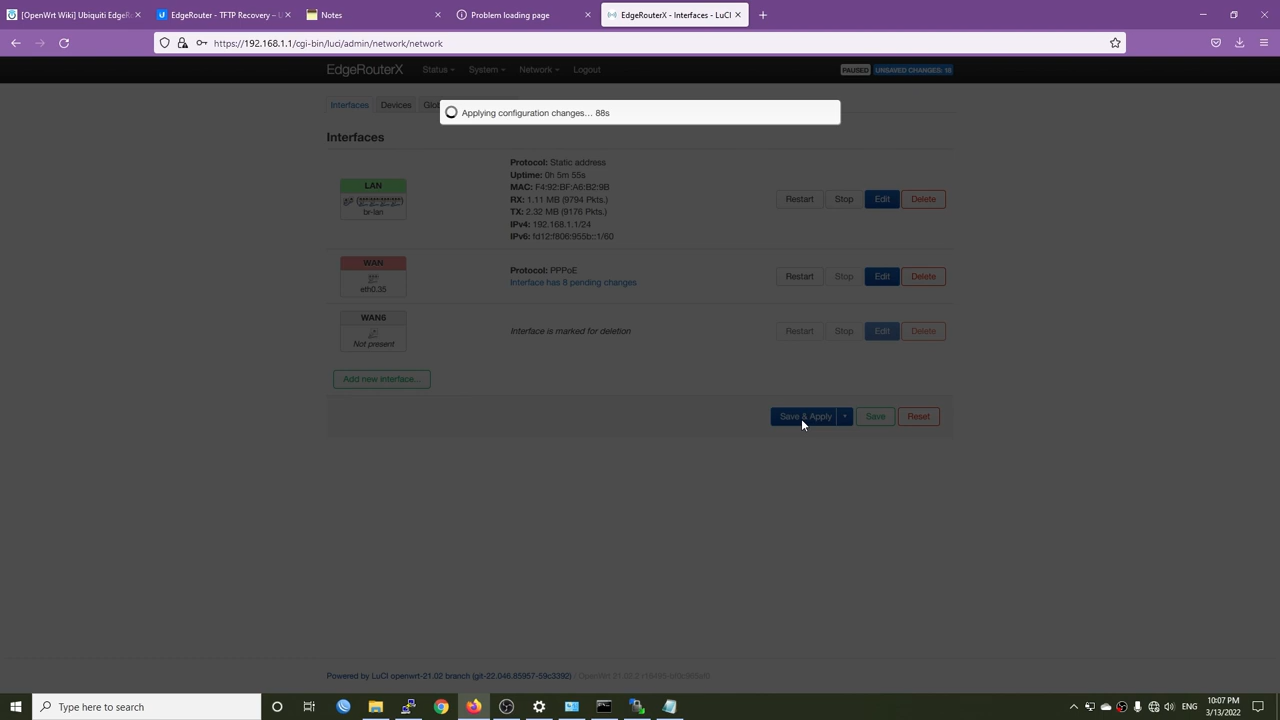 [OpenWrt Wiki] Ubiquiti EdgeRo
EdgeRouter - TFTP Recovery – U
Notes
Problem loading page
EdgeRouterX - Interfaces - LuCI
https://192.168.1.1/cgi-bin/luci/admin/network/network
EdgeRouterX
Status
System
Network
Logout
PAUSED
UNSAVED CHANGES: 18
Interfaces
Devices
Applying configuration changes… 88s
Interfaces
LAN
br-lan
Protocol: Static address
Uptime: 0h 5m 55s
MAC: F4:92:BF:A6:B2:9B
RX: 1.11 MB (9794 Pkts.)
TX: 2.32 MB (9176 Pkts.)
IPv4: 192.168.1.1/24
IPv6: fd12:f806:955b::1/60
Restart
Stop
Edit
Delete
WAN
eth0.35
Protocol: PPPoE
Interface has 8 pending changes
Restart
Stop
Edit
Delete
WAN6
Not present
Interface is marked for deletion
Restart
Stop
Edit
Delete
Add new interface...
Save & Apply
Save
Reset
Powered by LuCI openwrt-21.02 branch (git-22.046.85957-59c3392)
Type here to search
ENG
10:07 PM
3/13/2022